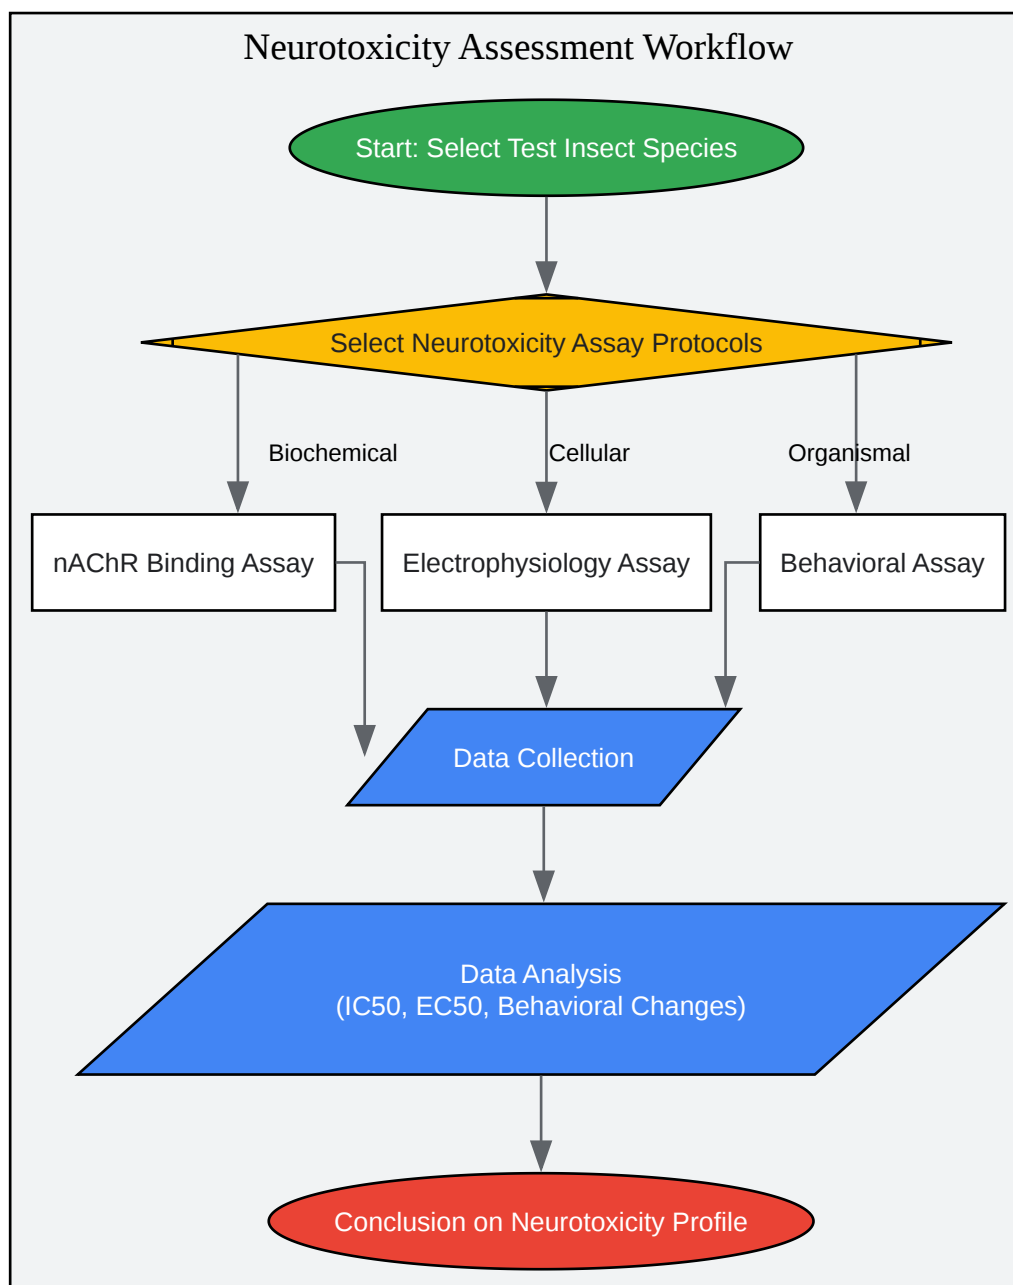 Neurotoxicity Assessment Workflow
Start: Select Test Insect Species
Select Neurotoxicity Assay Protocols
Biochemical
Cellular
Organismal
nAChR Binding Assay
Electrophysiology Assay
Behavioral Assay
Data Collection
Data Analysis
(IC50, EC50, Behavioral Changes)
Conclusion on Neurotoxicity Profile